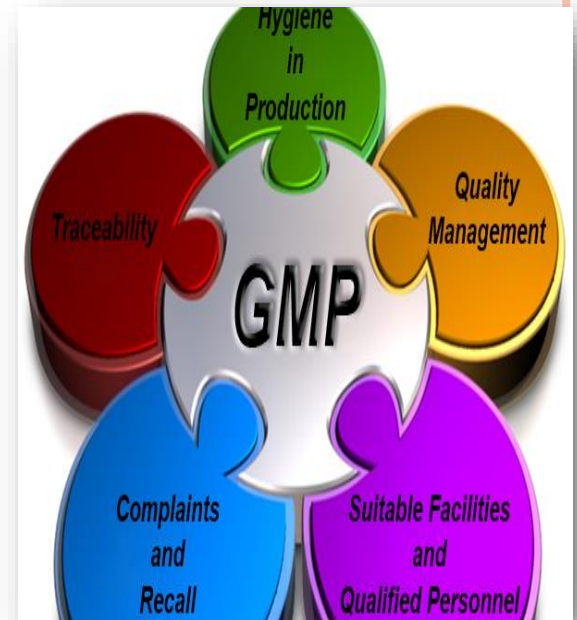 Hygiene
in
Production
Traceability
Quality
Management
GMP
Complaints
and
Recall
Suitable Facilities
and
Qualified Personnel